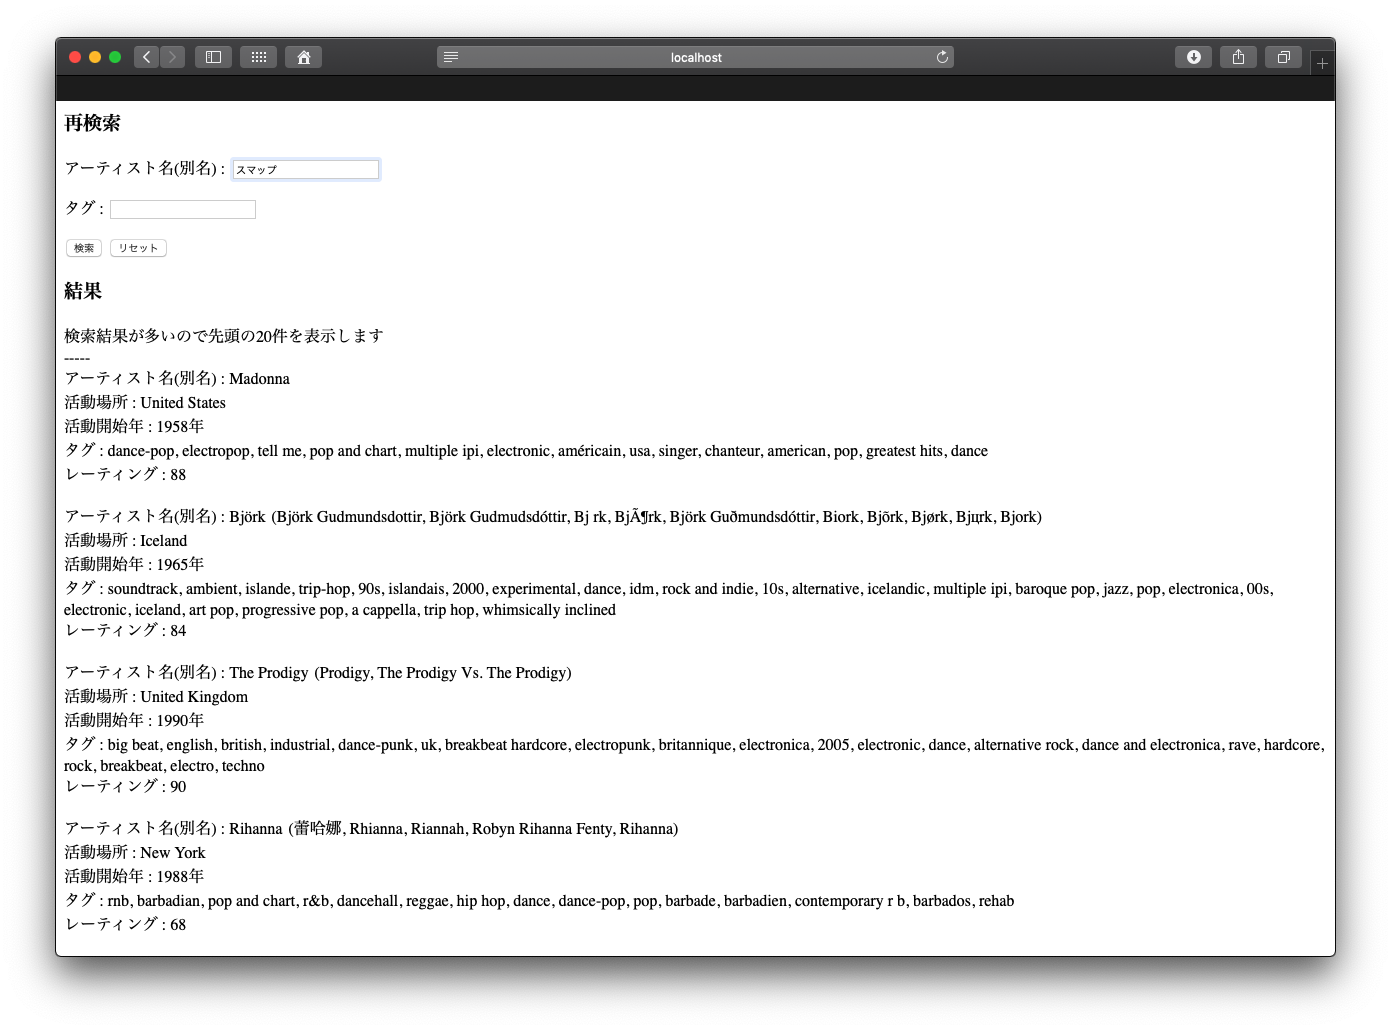 localhost
再検索
アーティスト名(別名) : スマップ
タグ :
検索 リセット
結果
検索結果が多いので先頭の20件を表示します
-----
アーティスト名(別名) : Madonna
活動場所 : United States
活動開始年 : 1958年
タグ : dance-pop, electropop, tell me, pop and chart, multiple ipi, electronic, américain, usa, singer, chanteur, american, pop, greatest hits, dance
レーティング : 88
アーティスト名(別名) : Björk (Björk Gudmundsdottir, Björk Gudmudsdóttir, Bj rk, BjÃ¶rk, Björk Guðmundsdóttir, Biork, Bjõrk, Bjørk, Bjцrk, Bjork)
活動場所 : Iceland
活動開始年 : 1965年
タグ : soundtrack, ambient, islande, trip-hop, 90s, islandais, 2000, experimental, dance, idm, rock and indie, 10s, alternative, icelandic, multiple ipi, baroque pop, jazz, pop, electronica, 00s,
electronic, iceland, art pop, progressive pop, a cappella, trip hop, whimsically inclined
レーティング : 84
アーティスト名(別名) : The Prodigy (Prodigy, The Prodigy Vs. The Prodigy)
活動場所 : United Kingdom
活動開始年 : 1990年
タグ : big beat, english, british, industrial, dance-punk, uk, breakbeat hardcore, electropunk, britannique, electronica, 2005, electronic, dance, alternative rock, dance and electronica, rave, hardcore,
rock, breakbeat, electro, techno
レーティング : 90
アーティスト名(別名) : Rihanna (蕾哈娜, Rhianna, Riannah, Robyn Rihanna Fenty, Rihanna)
活動場所 : New York
活動開始年 : 1988年
タグ : rnb, barbadian, pop and chart, r&b, dancehall, reggae, hip hop, dance, dance-pop, pop, barbade, barbadien, contemporary r b, barbados, rehab
レーティング : 68